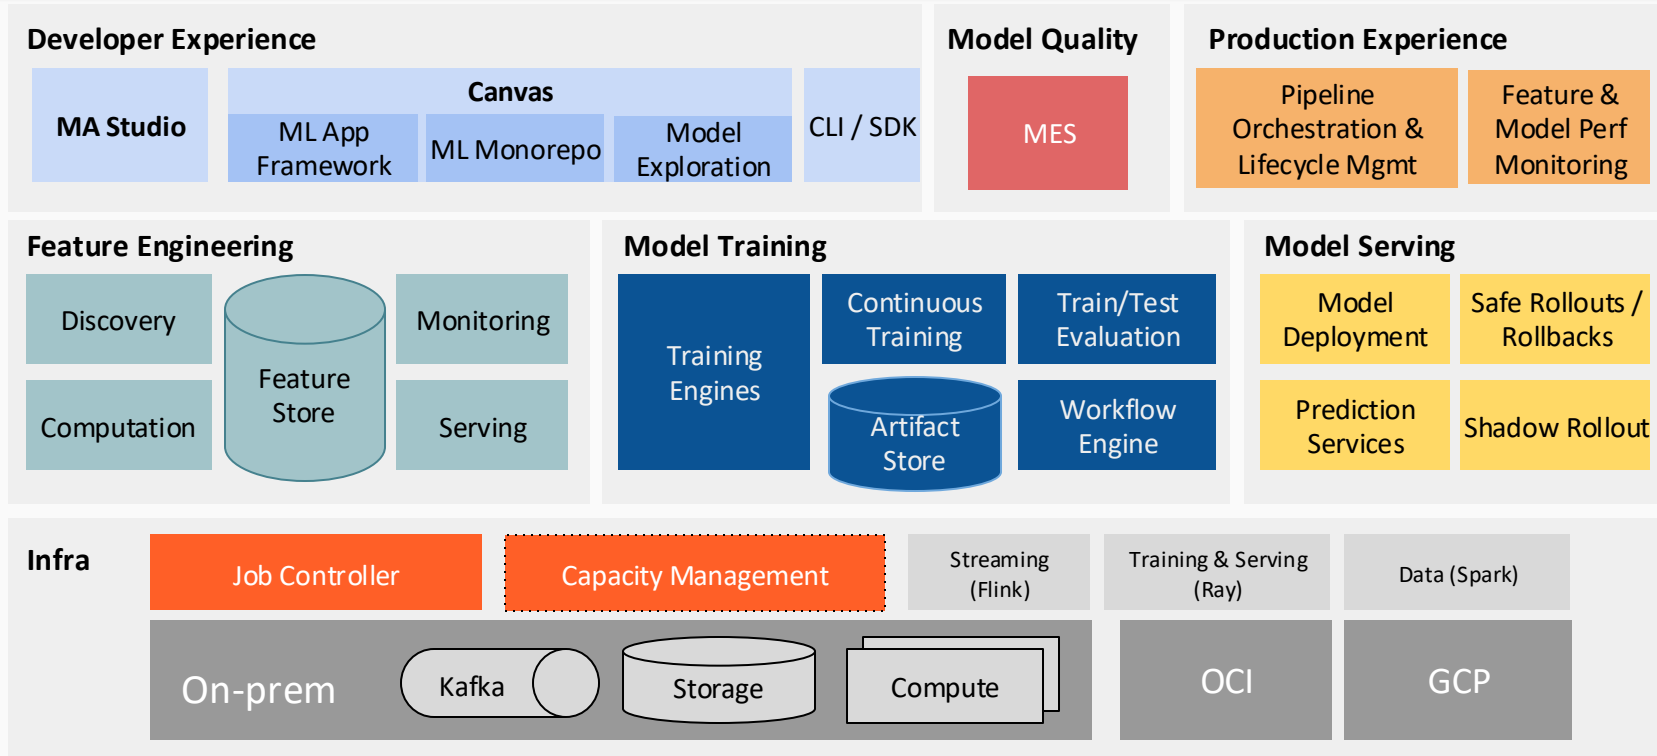 Developer Experience
MA Studio
Canvas
ML App
Framework
ML Monorepo
Model
Exploration
CLI / SDK
Model Quality
MES
Production Experience
Pipeline
Orchestration &
Lifecycle Mgmt
Feature &
Model Perf
Monitoring
Feature Engineering
Discovery
Computation
Feature
Store
Monitoring
Serving
Model Training
Training
Engines
Continuous
Training
Train/Test
Evaluation
Artifact
Store
Workflow
Engine
Model Serving
Model
Deployment
Safe Rollouts /
Rollbacks
Prediction
Services
Shadow Rollout
Infra
Job Controller
Capacity Management
Streaming
(Flink)
Training & Serving
(Ray)
Data (Spark)
On-prem
Kafka
Storage
Compute
OCI
GCP